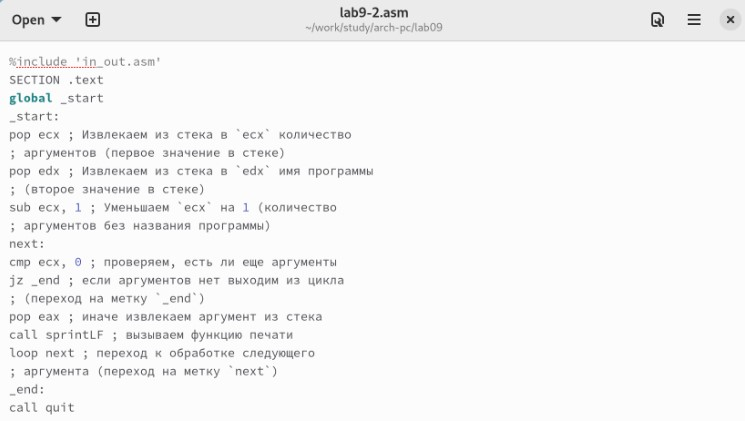 Open
lab9-2.asm
~/work/study/arch-pc/lab09
%include 'in_out.asm'
SECTION .text
global _start
_start:
pop ecx ; Извлекаем из стека в `ecx` количество
; аргументов (первое значение в стеке)
pop edx ; Извлекаем из стека в `edx` имя программы
; (второе значение в стеке)
sub ecx, 1 ; Уменьшаем `ecx` на 1 (количество
; аргументов без названия программы)
next:
cmp ecx, 0 ; проверяем, есть ли еще аргументы
jz _end ; если аргументов нет выходим из цикла
; (переход на метку `_end`)
pop eax ; иначе извлекаем аргумент из стека
call sprintLF ; вызываем функцию печати
loop next ; переход к обработке следующего
; аргумента (переход на метку `next`)
_end:
call quit